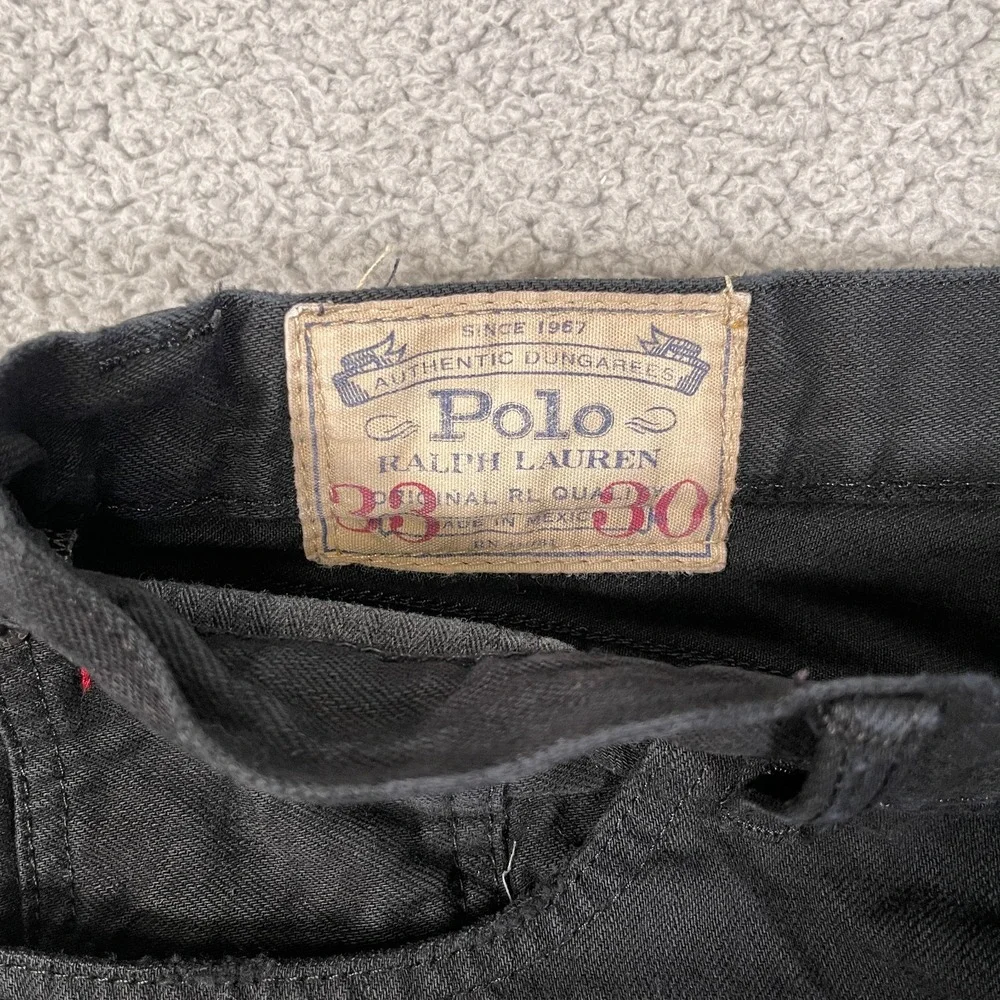 SINCE 1967
AUTHENTIC DUNGAREES
Polo
RALPH LAUREN
ORIGINAL RL QUALITY
33 MADE IN MEXICO 30